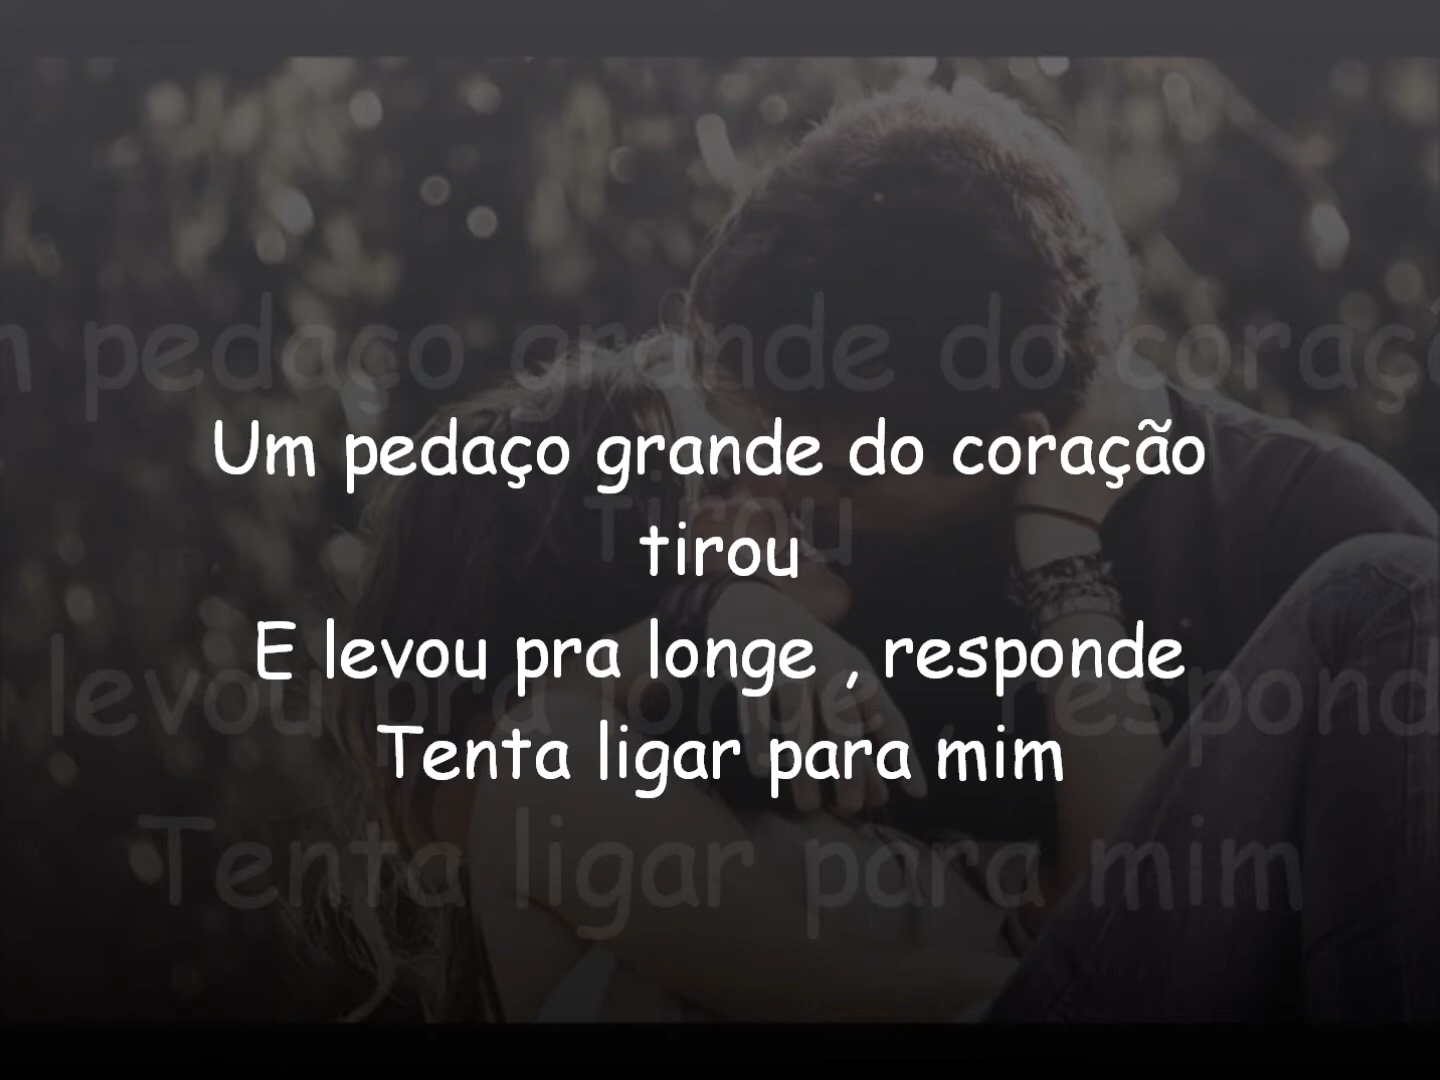 Um pedaço grande do coração
tirou
E levou pra longe , responde
Tenta ligar para mim